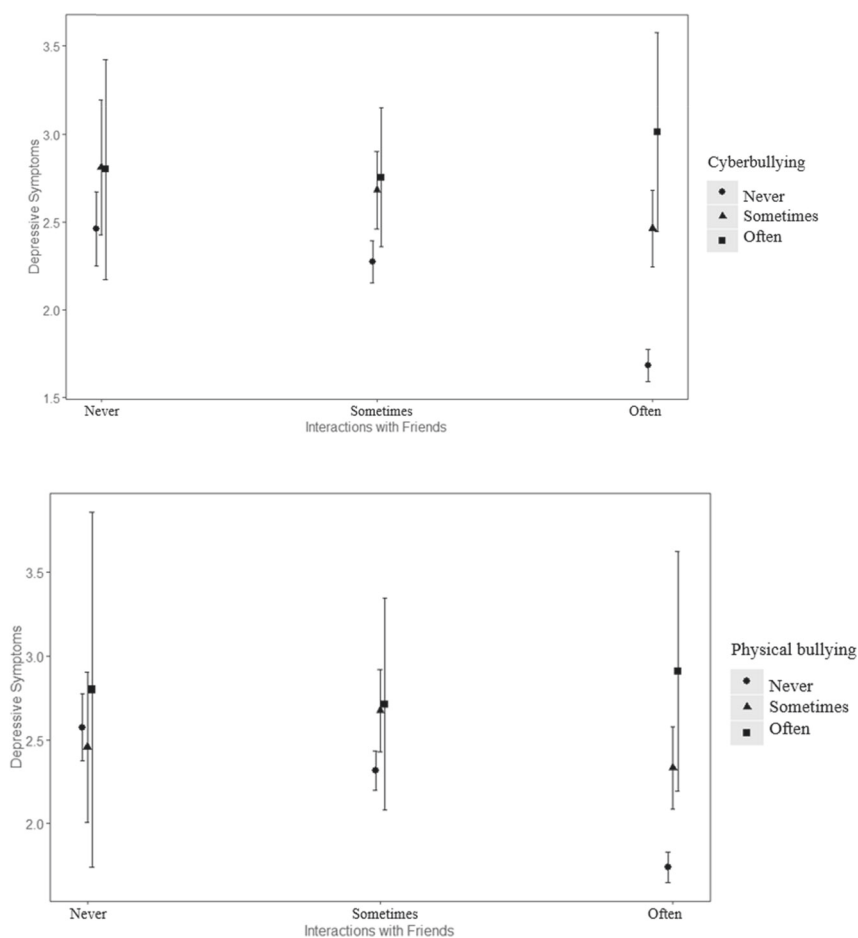 3.5
3.0
2.5
2.0
1.5
Depressive Symptoms
Never Sometimes Often
Interactions with Friends
Cyberbullying
Never
Sometimes
Often
3.5
3.0
2.5
2.0
Depressive Symptoms
Never Sometimes Often
Interactions with Friends
Physical bullying
Never
Sometimes
Often